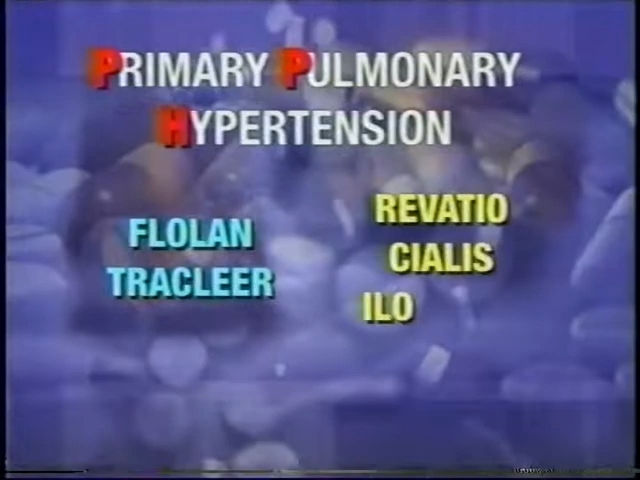 PRIMARY PULMONARY
HYPERTENSION
FLOLAN
TRACLEER
REVATIO
CIALIS
ILO